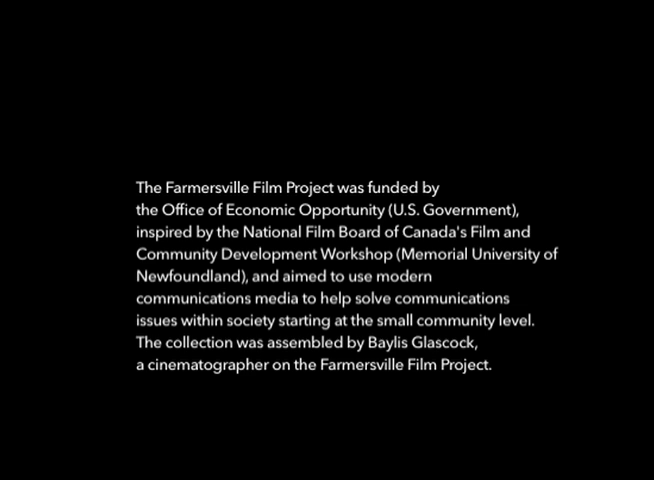 The Farmersville Film Project was funded by
the Office of Economic Opportunity (U.S. Government),
inspired by the National Film Board of Canada's Film and
Community Development Workshop (Memorial University of
Newfoundland), and aimed to use modern
communications media to help solve communications
issues within society starting at the small community level.
The collection was assembled by Baylis Glascock,
a cinematographer on the Farmersville Film Project.